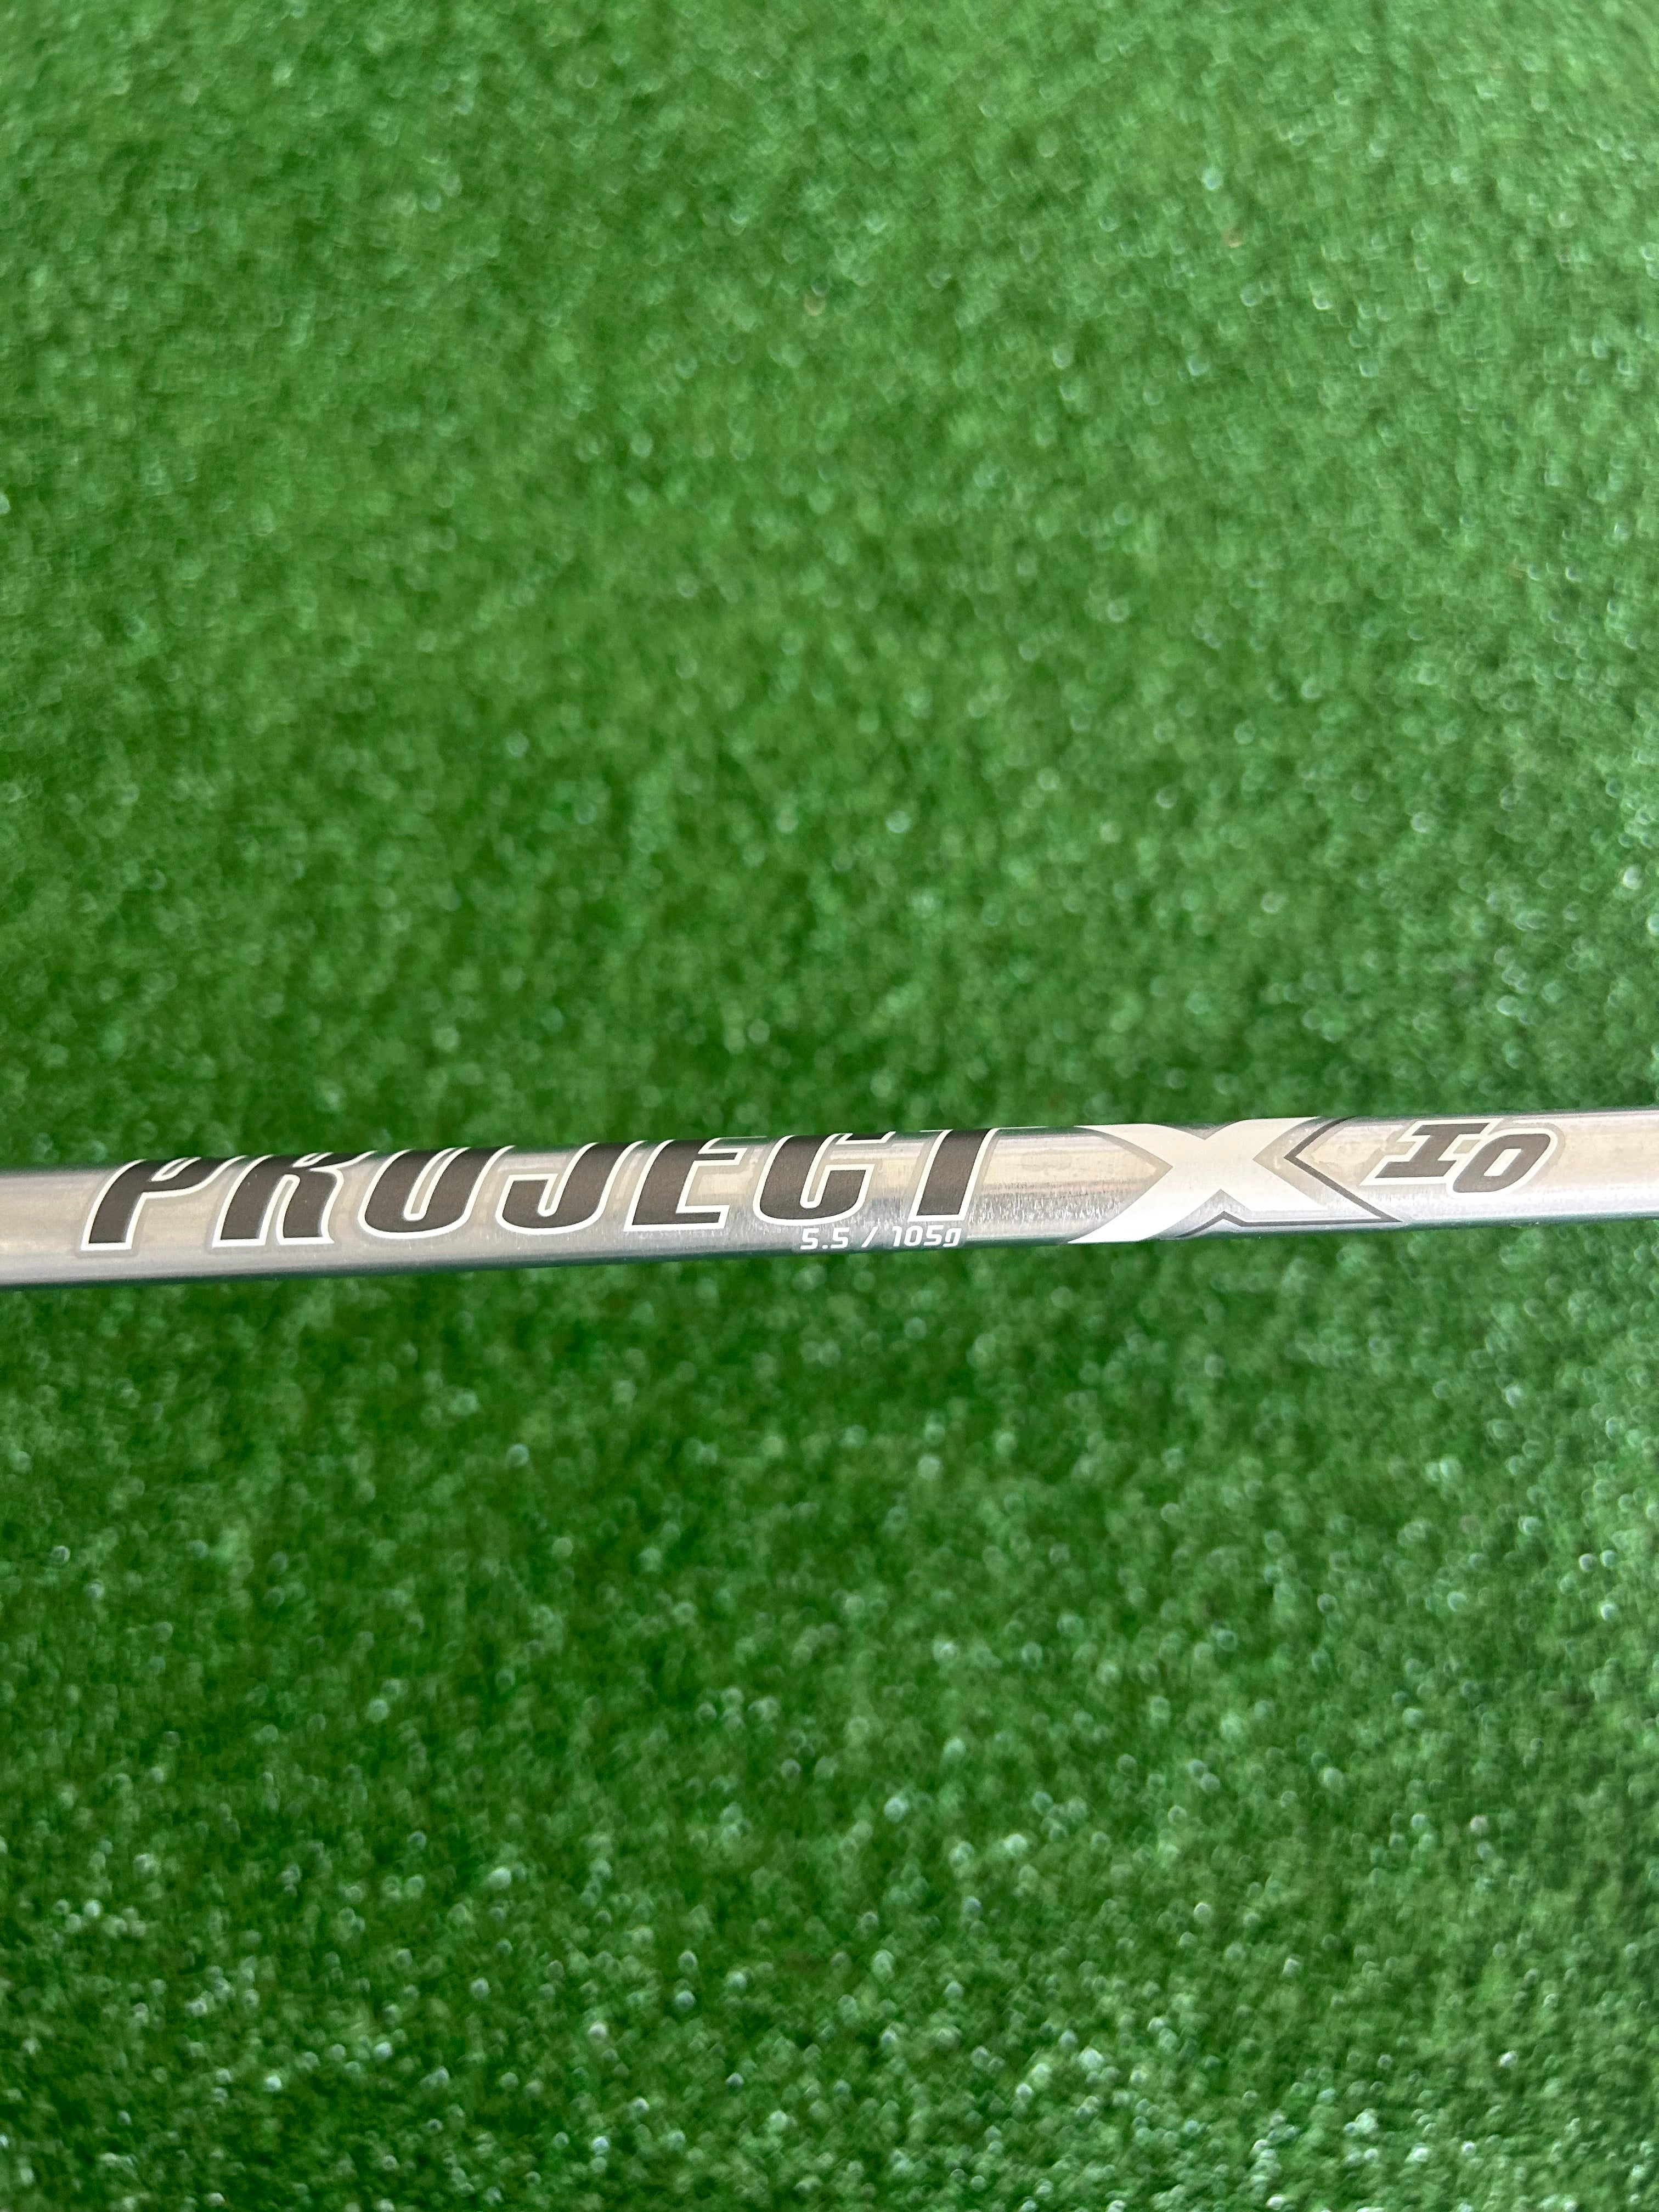 PROJECT X IO
5.5 / 105g